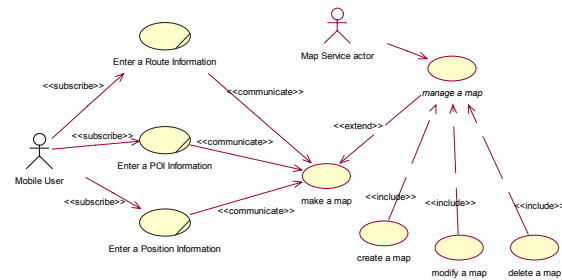 Enter a Route Information
Map Service actor
<<subscribe>>
<<communicate>>
manage a map
<<subscribe>>
<<communicate>>
<<extend>>
Mobile User
Enter a POI Information
<<subscribe>>
<<communicate>>
make a map
<<include>>
<<include>>
<<include>>
Enter a Position Information
create a map
modify a map
delete a map